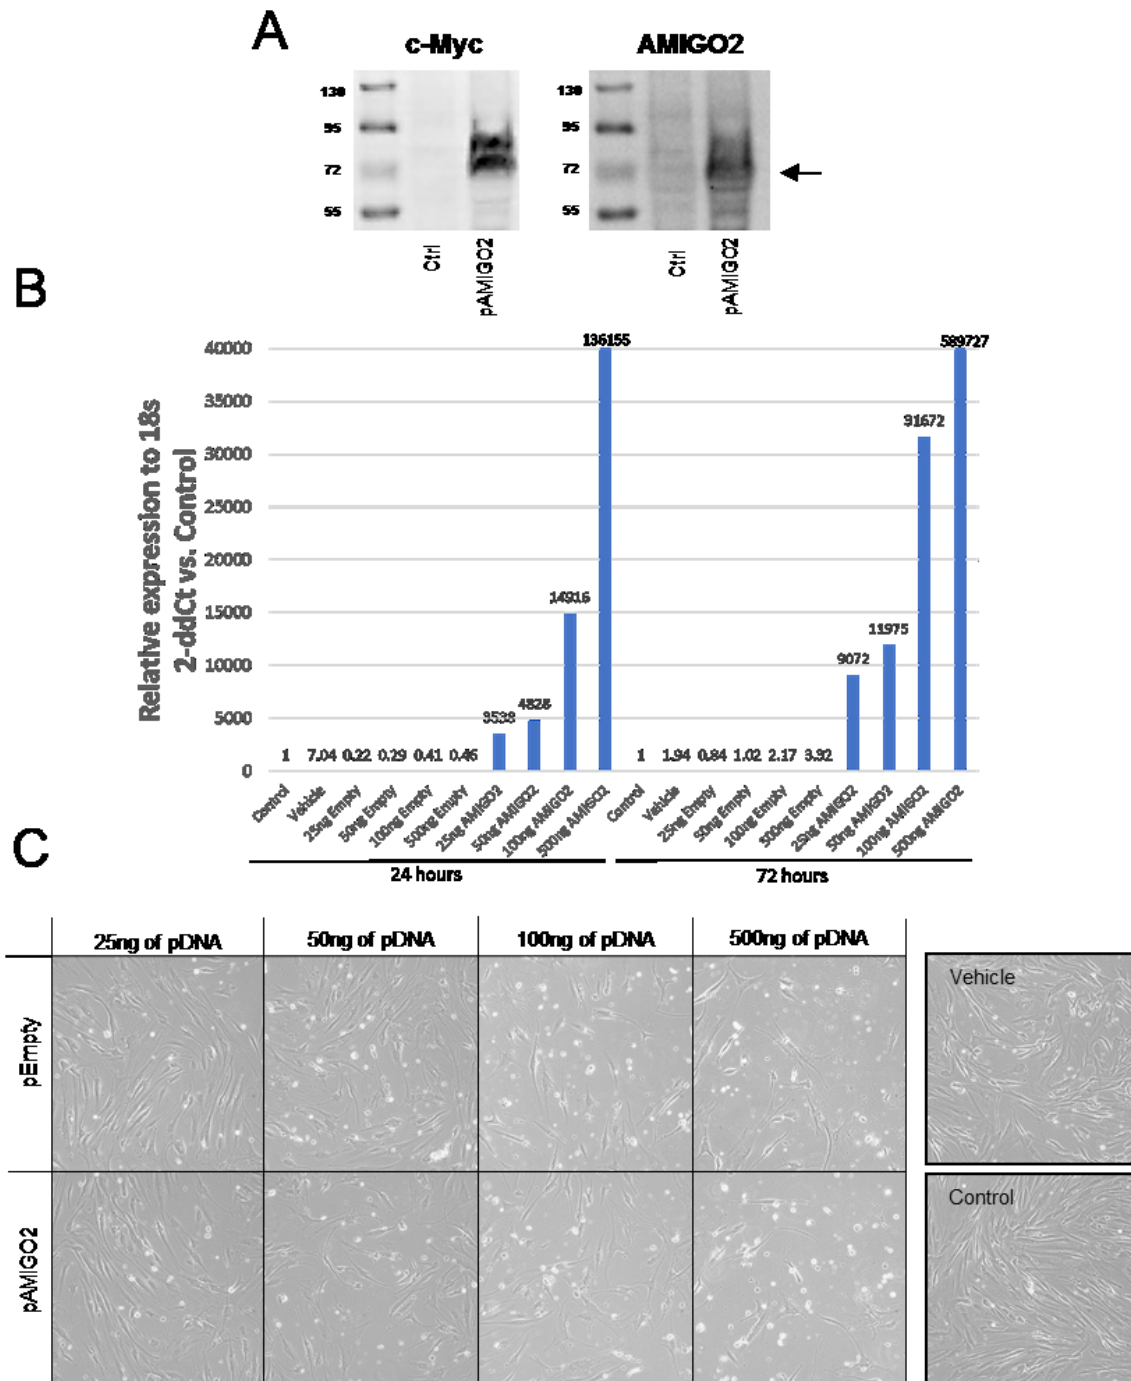 A
c-Myc
AMIGO2
130
95
72
55
130
95
72
55
Ctrl
pAMIGO2
Ctrl
pAMIGO2
B
Relative expression to 18s
2-ddCt vs. Control
40000
35000
30000
25000
20000
15000
10000
5000
0
1
7.04
0.22
0.29
0.41
0.46
3538
4828
14916
136155
1
1.94
0.84
1.02
2.17
3.32
9072
11975
31672
589727
Control
Vehicle
25ng Empty
50ng Empty
100ng Empty
500ng Empty
25ng AMIGO2
50ng AMIGO2
100ng AMIGO2
500ng AMIGO2
Control
Vehicle
25ng Empty
50ng Empty
100ng Empty
500ng Empty
25ng AMIGO2
50ng AMIGO2
100ng AMIGO2
500ng AMIGO2
24 hours
72 hours
C
25ng of pDNA
50ng of pDNA
100ng of pDNA
500ng of pDNA
pEmpty
pAMIGO2
Vehicle
Control